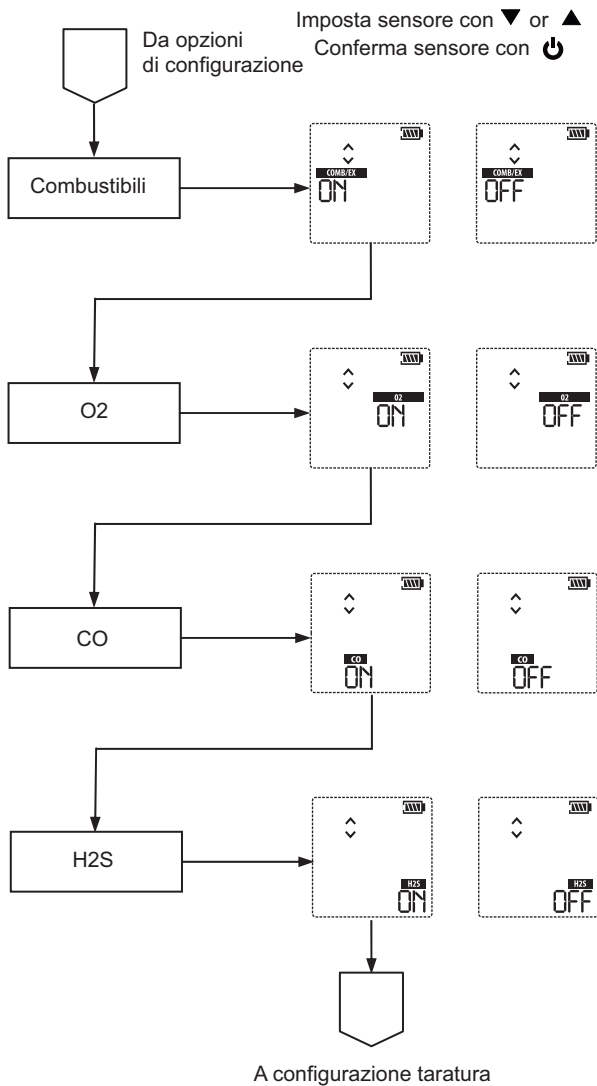 Imposta sensore con ▼ or ▲
Conferma sensore con
Da opzioni
di configurazione
Combustibili
COMB/EX
ON
COMB/EX
OFF
O2
O2
ON
O2
OFF
CO
CO
ON
CO
OFF
H2S
H2S
ON
H2S
OFF
A configurazione taratura